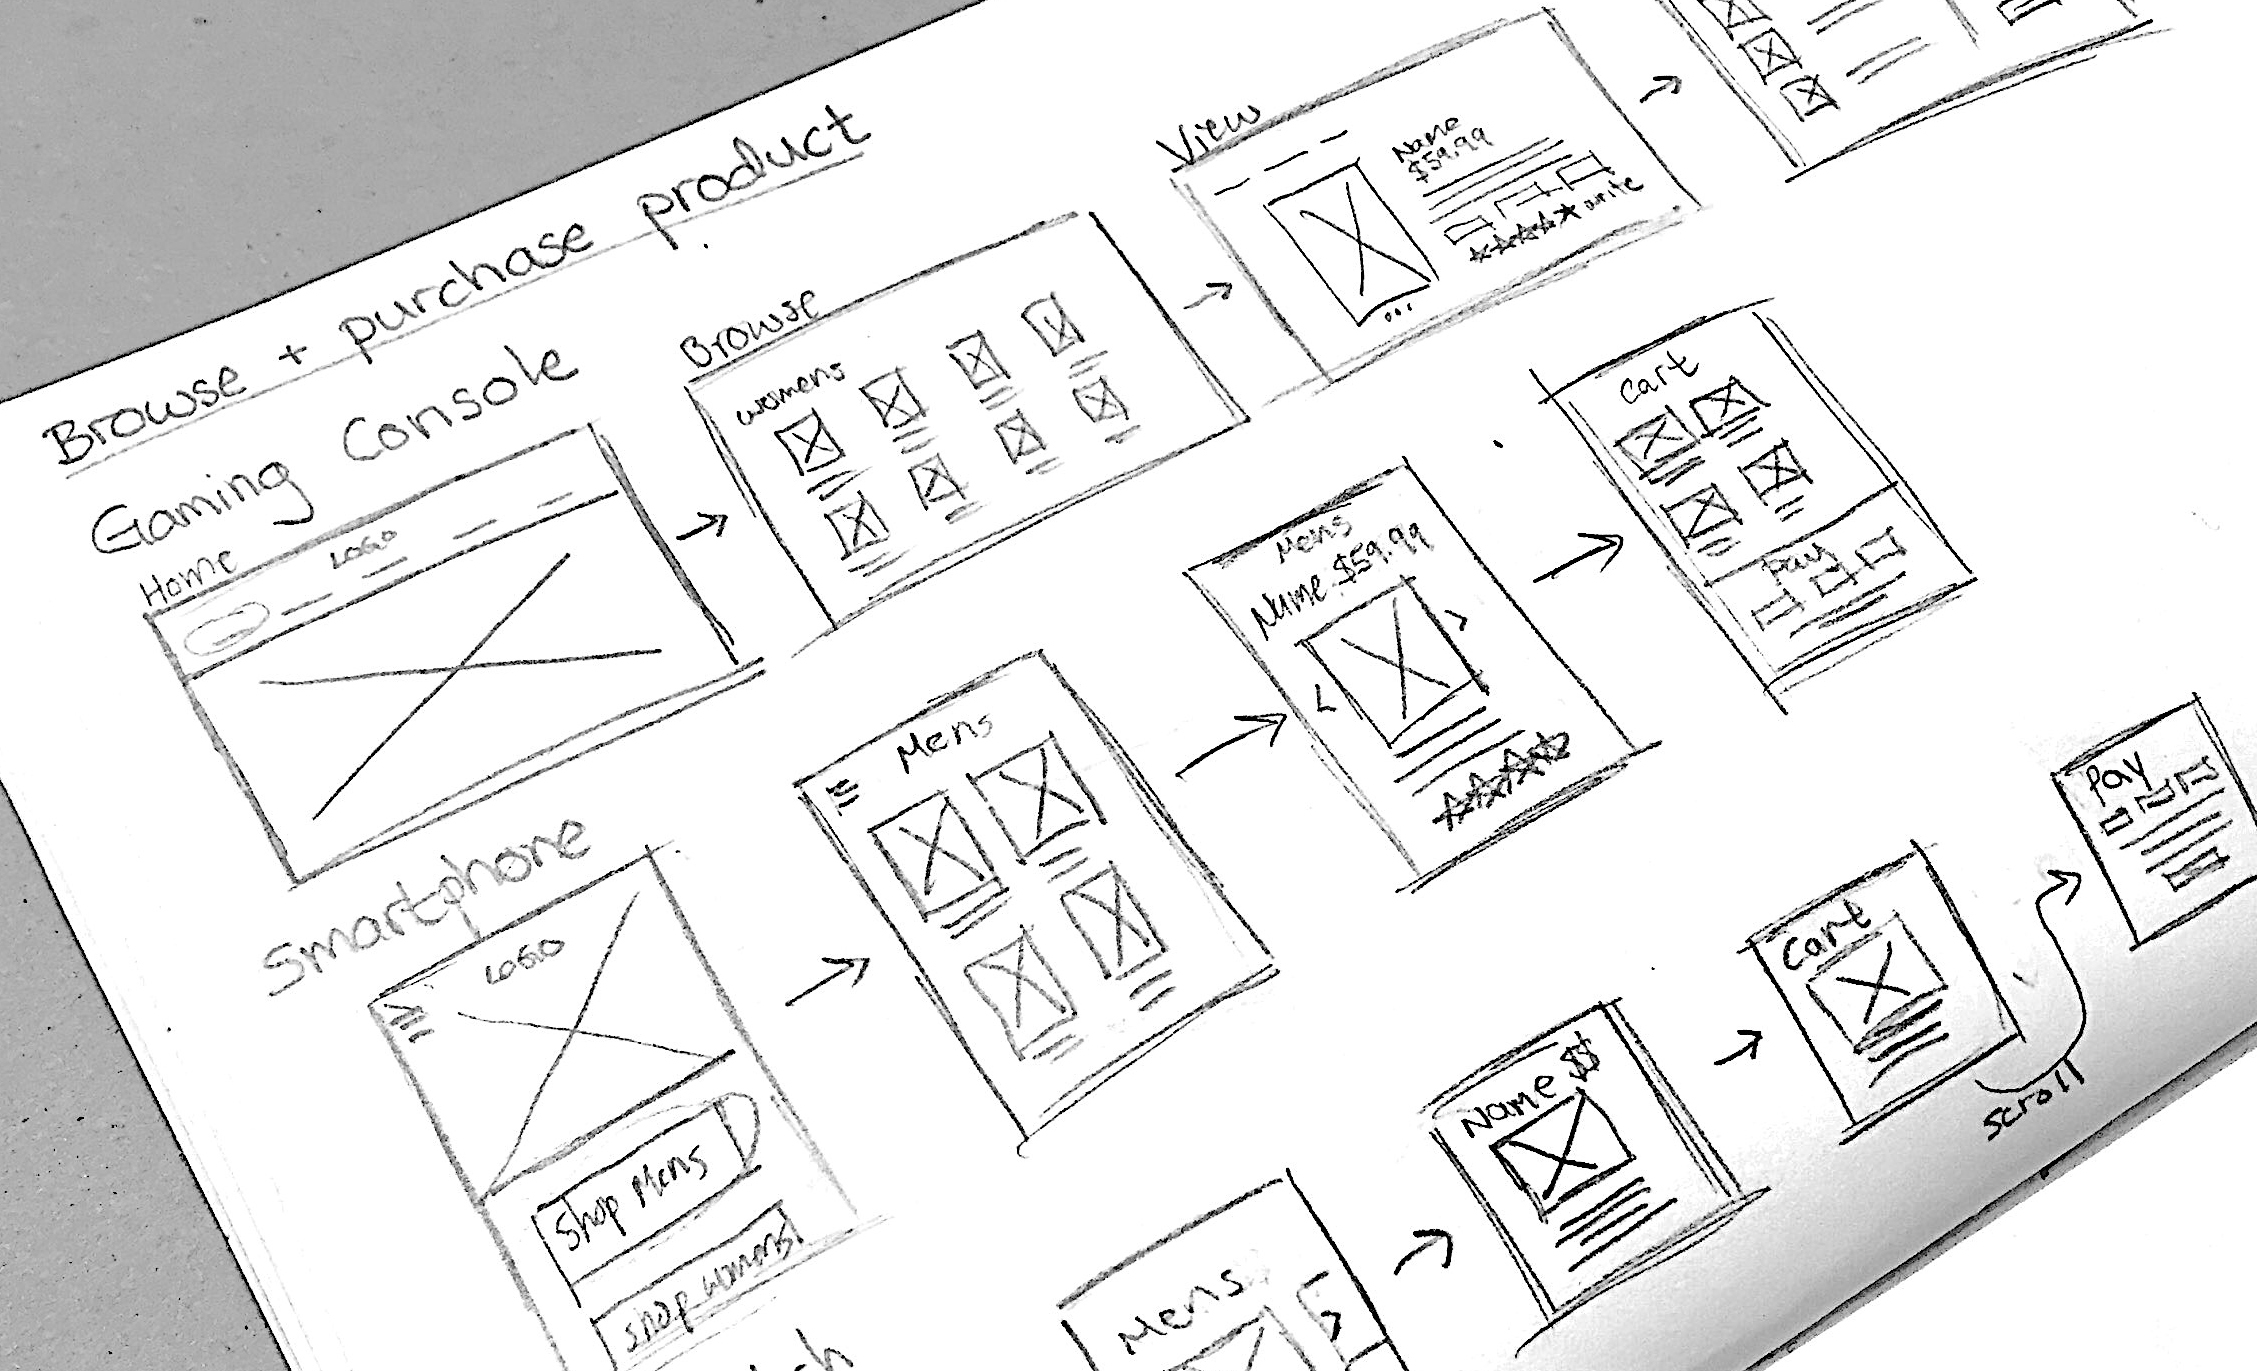 Browse + purchase product
Gaming Console
Home
LOGO
Browse
womens
View
Name
$59.99
write
Smartphone
LOGO
Shop Mens
Shop womens
Mens
Mens
Name $59.99
Cart
Pay
Mens
Name $$
Cart
scroll
Pay